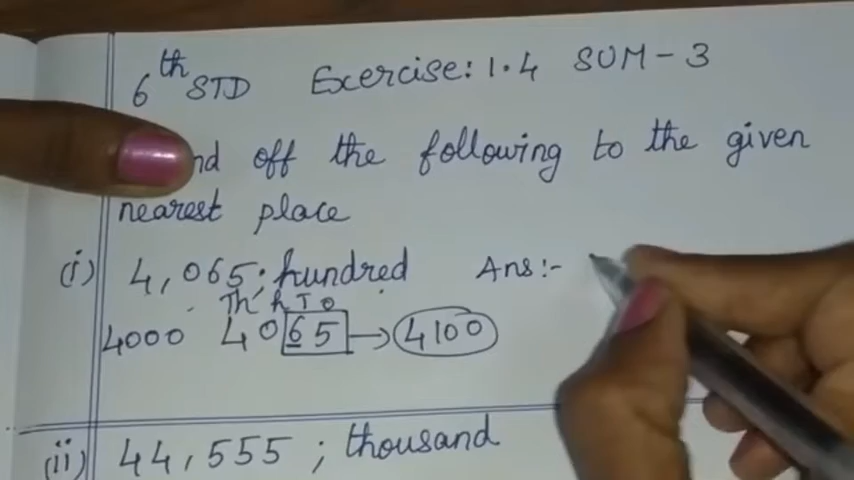 6th STD Exercise: 1.4 SUM - 3
off the following to the given
nearest place
(i) 4,065; hundred Ans:-
Th h T O
4000 4065 → 4100
(ii) 44,555 ; thousand